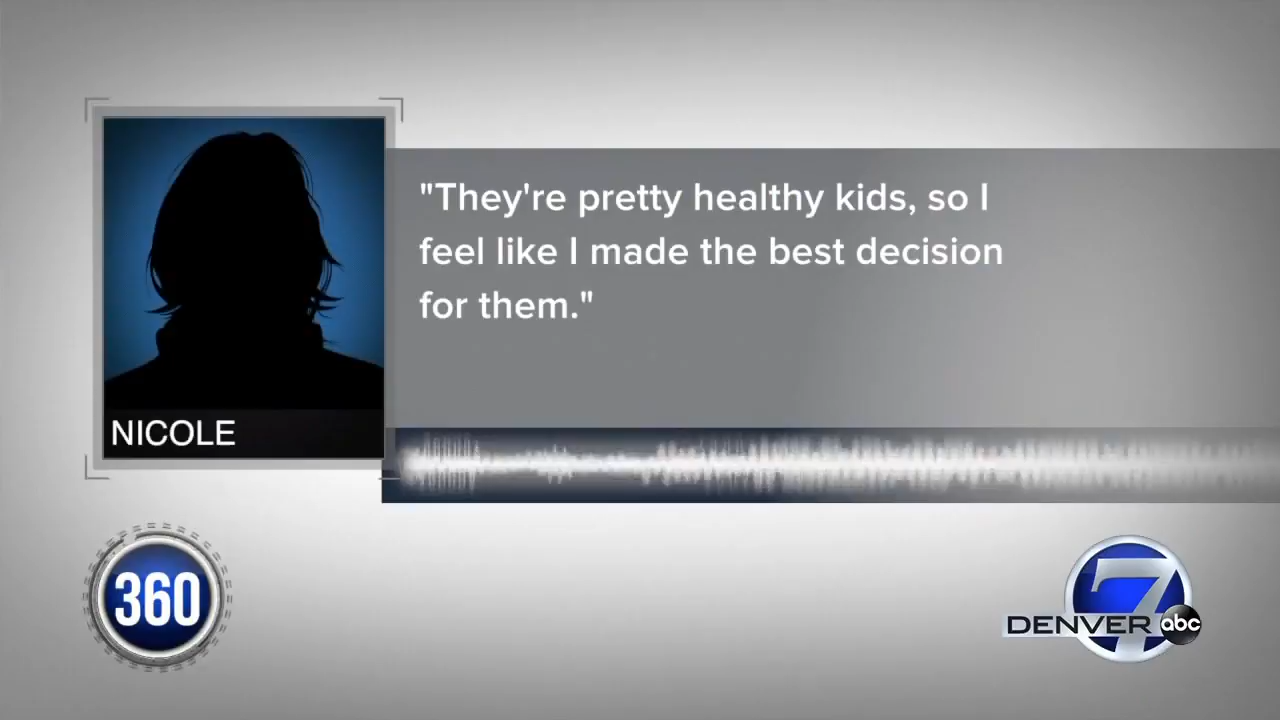 "They're pretty healthy kids, so I
feel like I made the best decision
for them."
NICOLE
360
7
DENVER abc